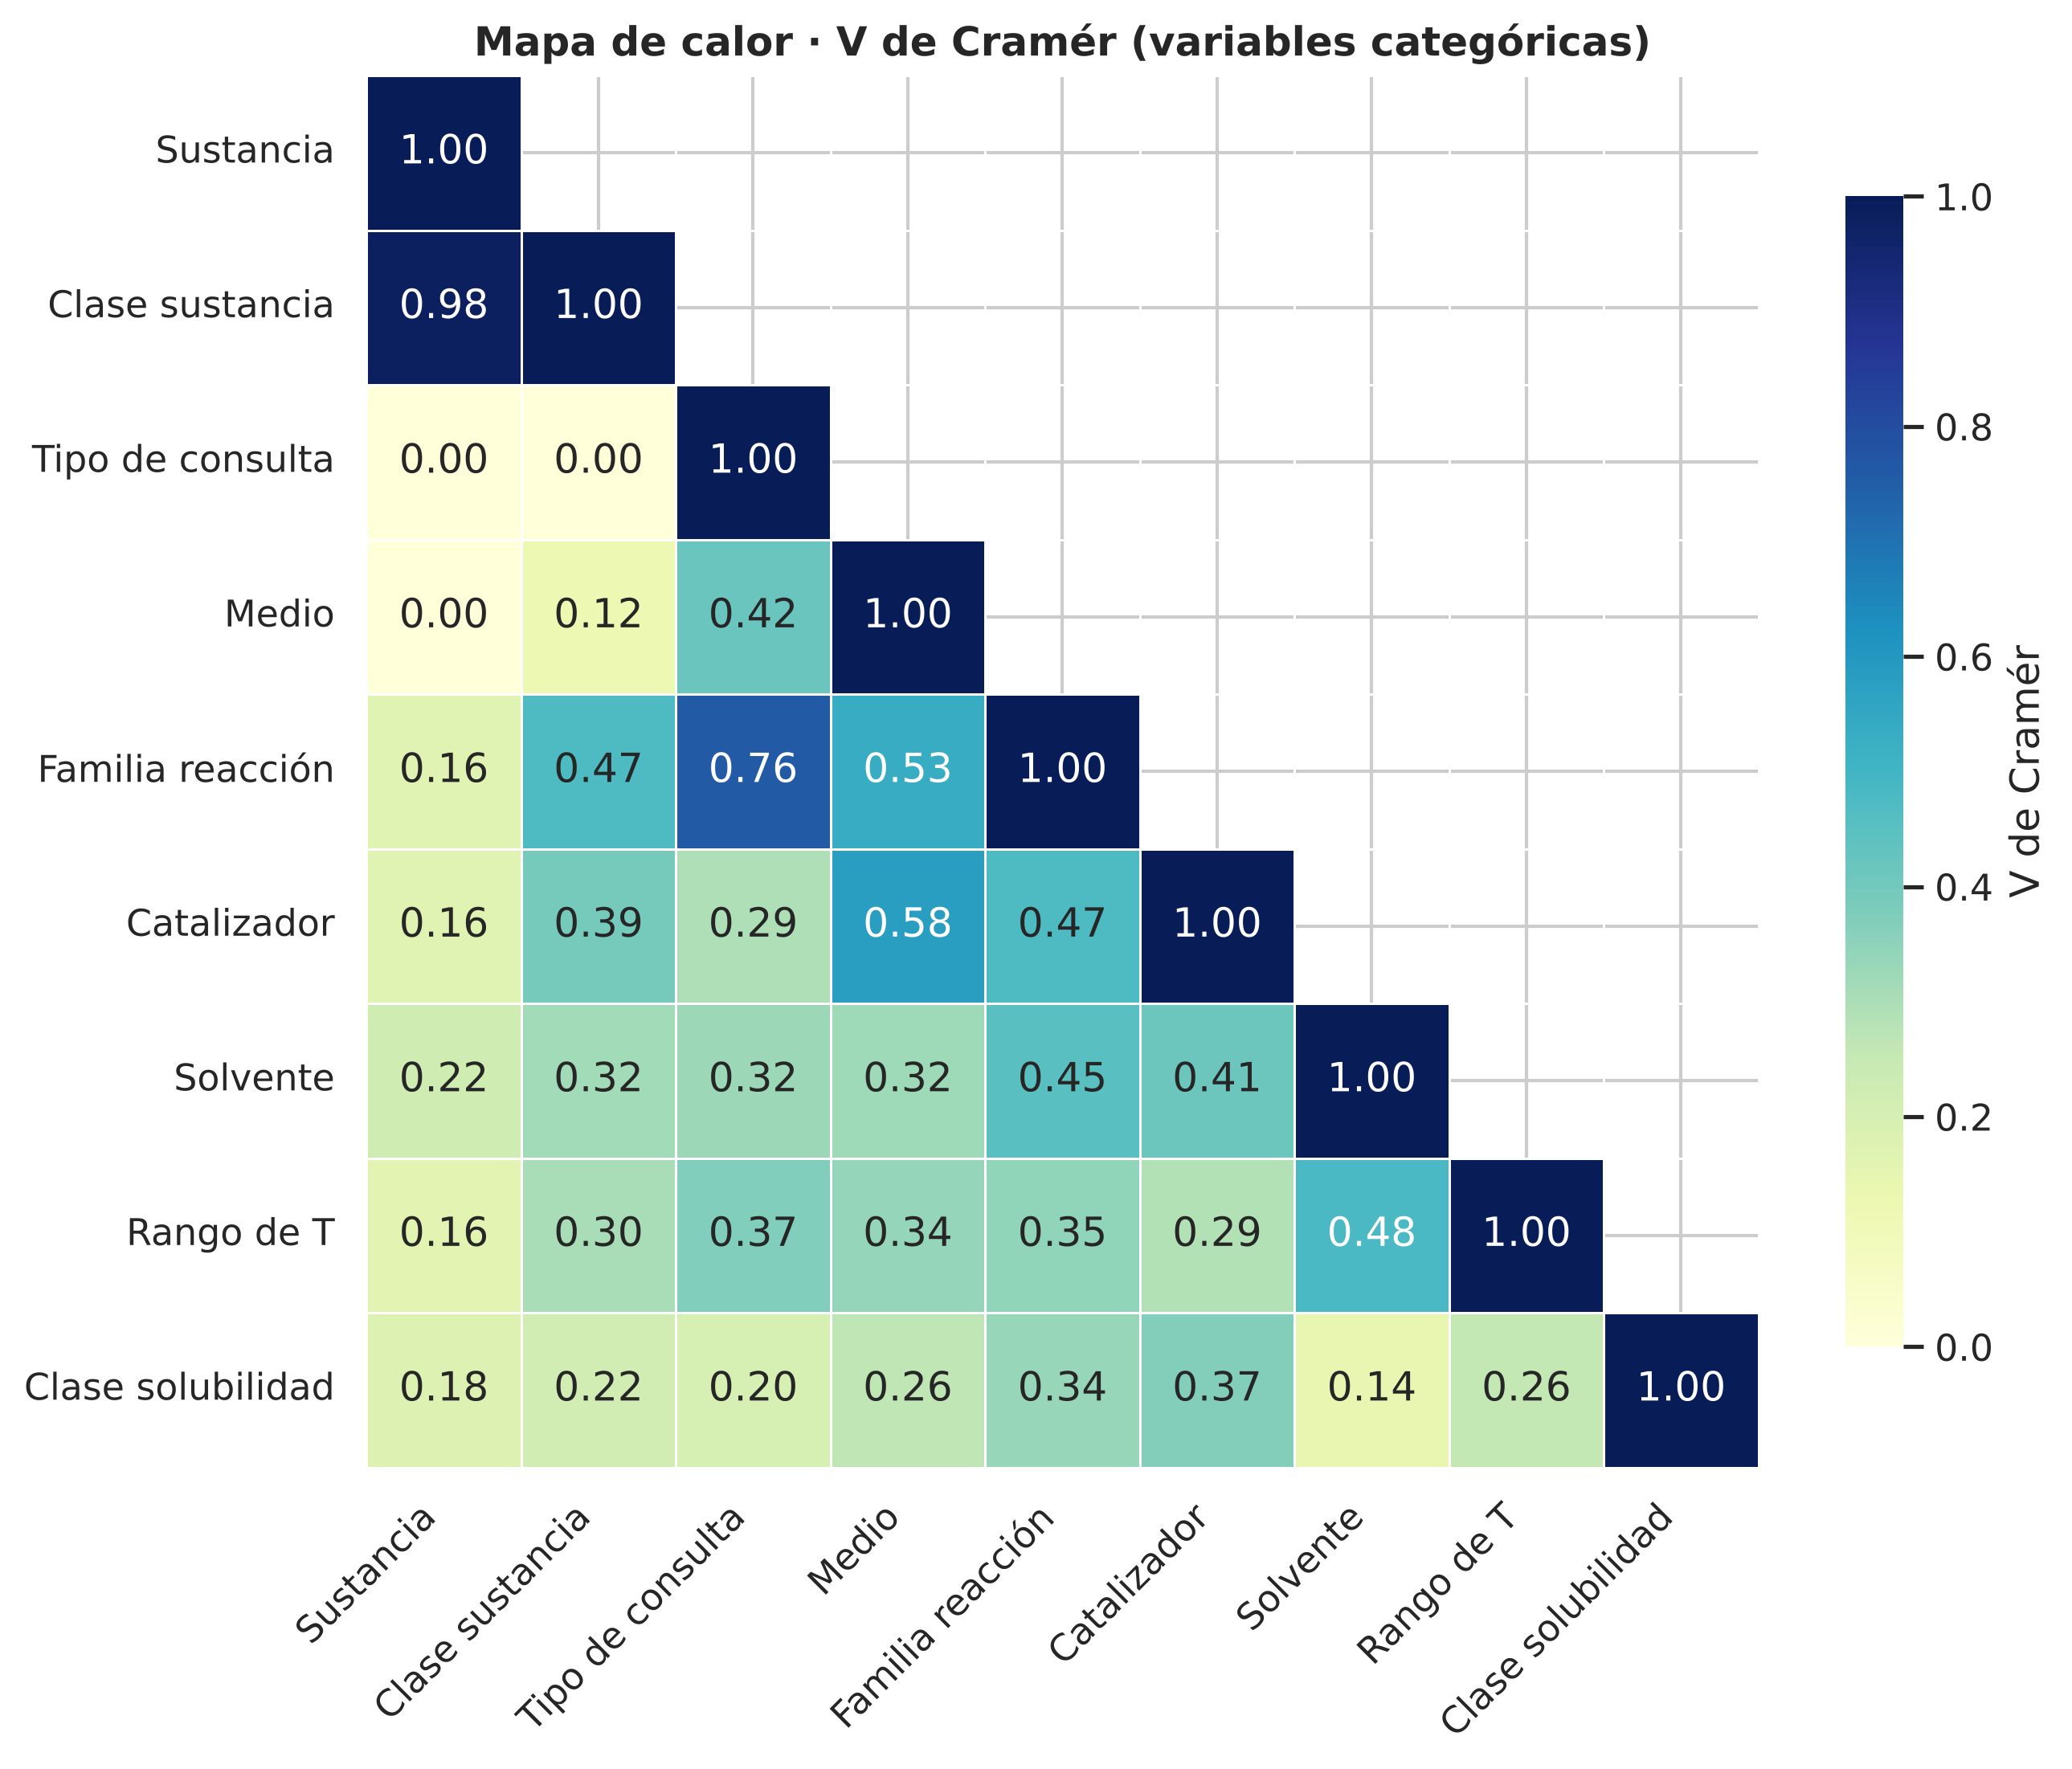 Mapa de calor · V de Cramér (variables categóricas)
Sustancia 1.00
Clase sustancia 0.98 1.00
Tipo de consulta 0.00 0.00 1.00
Medio 0.00 0.12 0.42 1.00
Familia reacción 0.16 0.47 0.76 0.53 1.00
Catalizador 0.16 0.39 0.29 0.58 0.47 1.00
Solvente 0.22 0.32 0.32 0.32 0.45 0.41 1.00
Rango de T 0.16 0.30 0.37 0.34 0.35 0.29 0.48 1.00
Clase solubilidad 0.18 0.22 0.20 0.26 0.34 0.37 0.14 0.26 1.00
Sustancia
Clase sustancia
Tipo de consulta
Medio
Familia reacción
Catalizador
Solvente
Rango de T
Clase solubilidad
1.0
0.8
0.6
0.4
0.2
0.0
V de Cramér